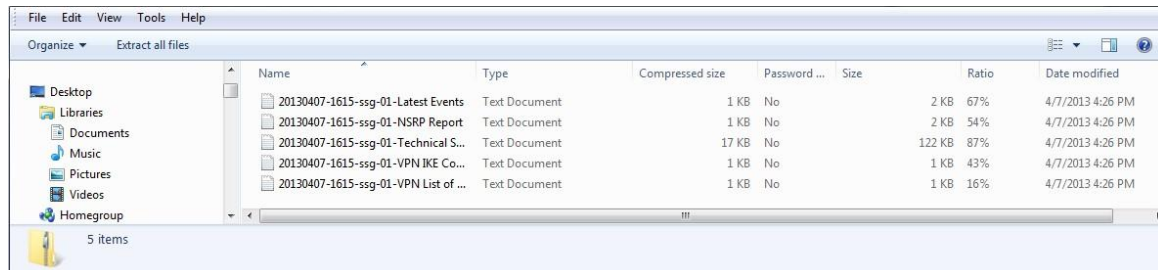 File Edit View Tools Help
Organize Extract all files
Desktop
Libraries
Documents
Music
Pictures
Videos
Homegroup
Name Type Compressed size Password ... Size Ratio Date modified
20130407-1615-ssg-01-Latest Events Text Document 1 KB No 2 KB 67% 4/7/2013 4:26 PM
20130407-1615-ssg-01-NSRP Report Text Document 1 KB No 2 KB 54% 4/7/2013 4:26 PM
20130407-1615-ssg-01-Technical S... Text Document 17 KB No 122 KB 87% 4/7/2013 4:26 PM
20130407-1615-ssg-01-VPN IKE Co... Text Document 1 KB No 1 KB 43% 4/7/2013 4:26 PM
20130407-1615-ssg-01-VPN List of ... Text Document 1 KB No 1 KB 16% 4/7/2013 4:26 PM
5 items